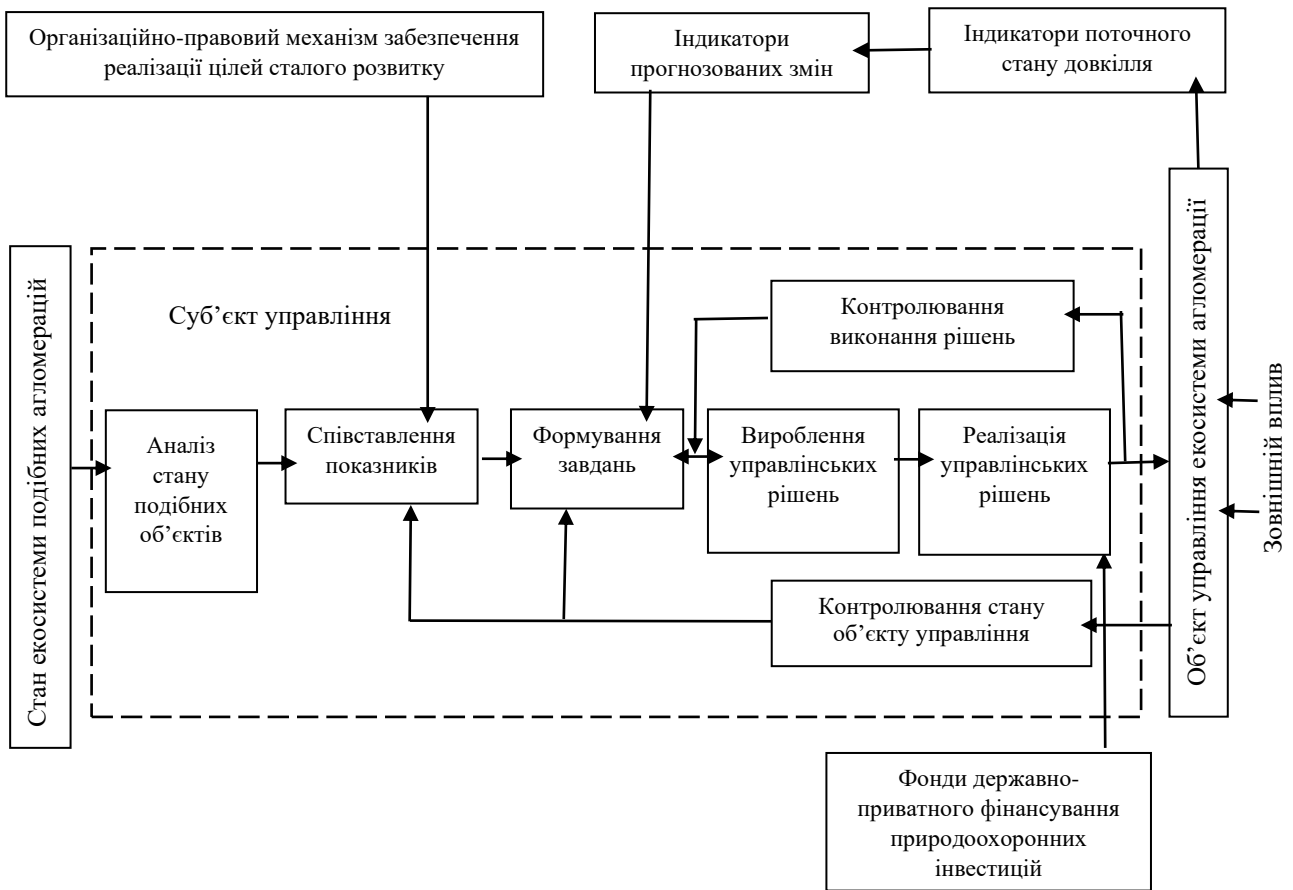 Організаційно-правовий механізм забезпечення
реалізації цілей сталого розвитку
Індикатори
прогнозованих змін
Індикатори поточного
стану довкілля
Стан екосистеми подібних агломерацій
Суб’єкт управління
Контролювання
виконання рішень
Аналіз
стану
подібних
об’єктів
Співставлення
показників
Формування
завдань
Вироблення
управлінських
рішень
Реалізація
управлінських
рішень
Контролювання стану
об’єкту управління
Об’єкт управління екосистеми агломерації
Зовнішній вплив
Фонди державно-
приватного фінансування
природоохоронних
інвестицій